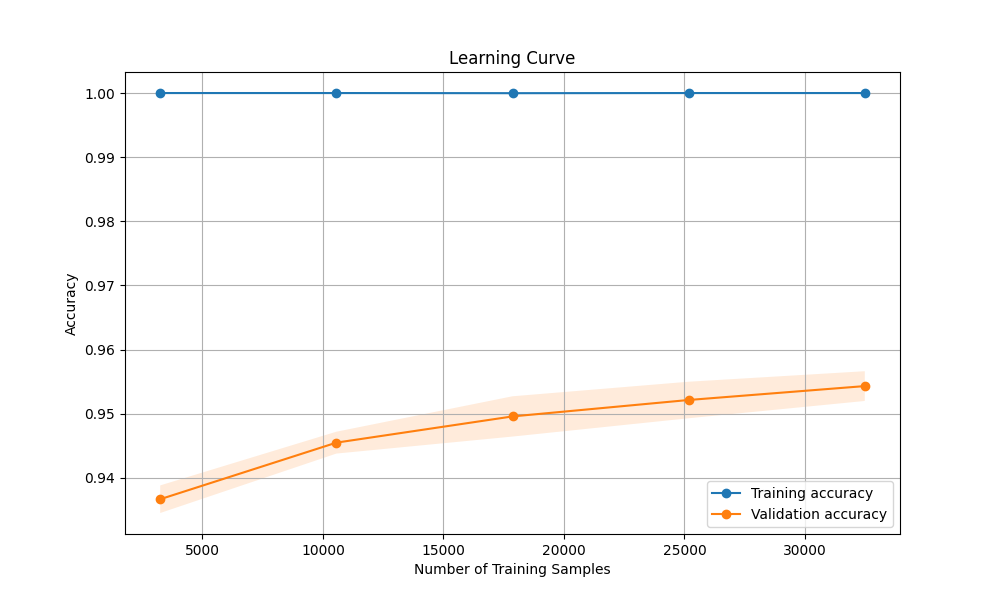 Learning Curve
1.00
0.99
0.98
0.97
0.96
0.95
0.94
Accuracy
5000 10000 15000 20000 25000 30000
Number of Training Samples
Training accuracy
Validation accuracy